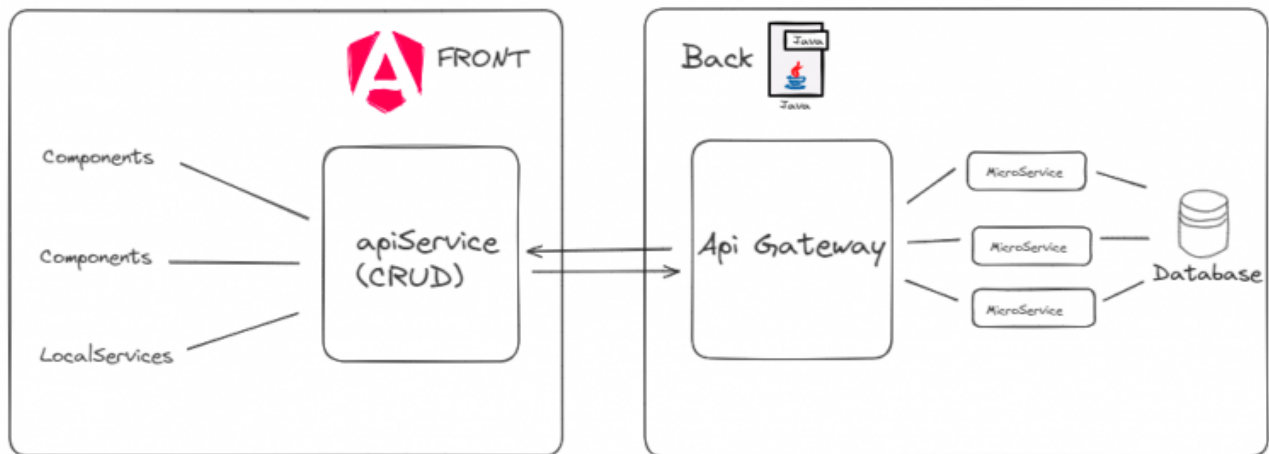 FRONT
Components
Components
LocalServices
apiService
(CRUD)
Back
Java
Java
Api Gateway
MicroService
MicroService
MicroService
Database